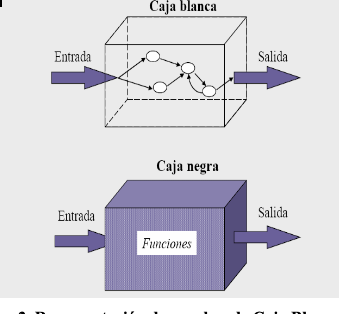 Caja blanca
Entrada
Salida
Caja negra
Entrada
Salida
Funciones